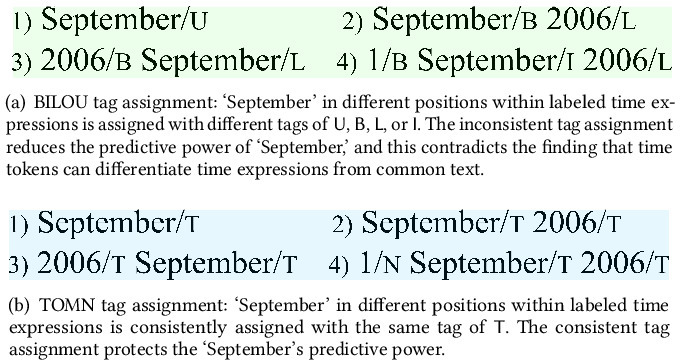 1) September/U 2) September/B 2006/L
3) 2006/B September/L 4) 1/B September/I 2006/L
(a) BILOU tag assignment: ‘September’ in different positions within labeled time ex-
pressions is assigned with different tags of U, B, L, or I. The inconsistent tag assignment
reduces the predictive power of ‘September,’ and this contradicts the finding that time
tokens can differentiate time expressions from common text.
1) September/T 2) September/T 2006/T
3) 2006/T September/T 4) 1/N September/T 2006/T
(b) TOMN tag assignment: ‘September’ in different positions within labeled time
expressions is consistently assigned with the same tag of T. The consistent tag
assignment protects the ‘September’s predictive power.